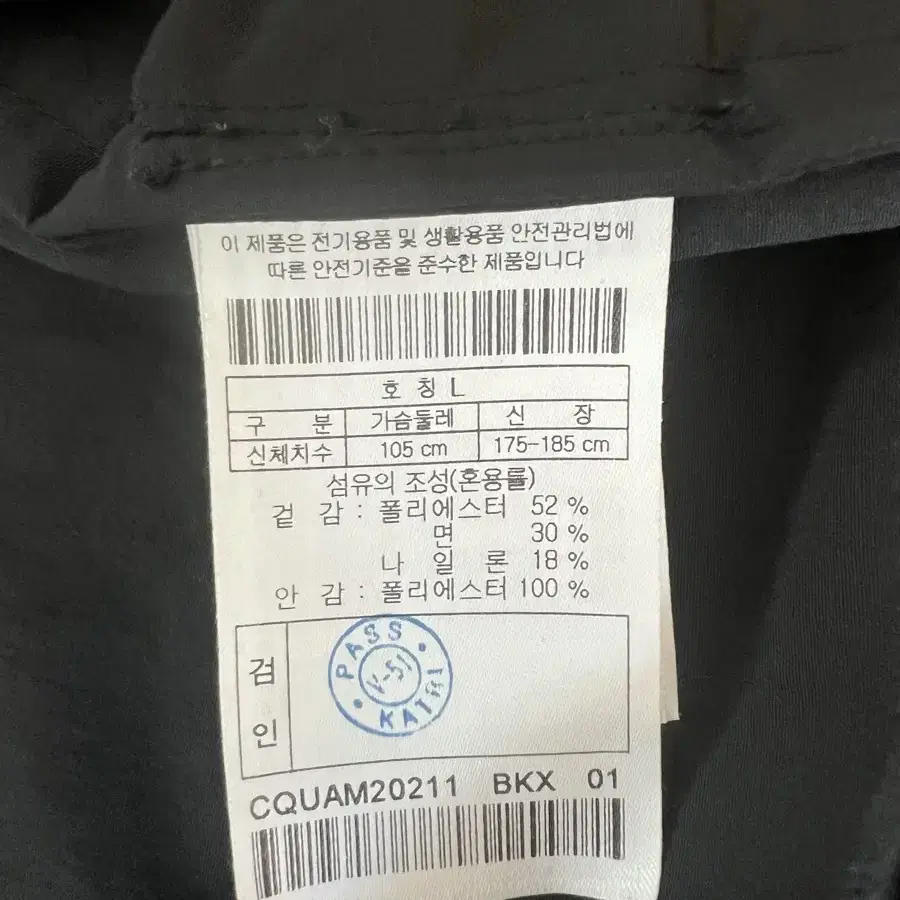 이 제품은 전기용품 및 생활용품 안전관리법에
따른 안전기준을 준수한 제품입니다
호 칭 L
구 분 가슴둘레 신 장
신체치수 105 cm 175-185 cm
섬유의 조성(혼용률)
겉 감 : 폴리에스터 52 %
면 30 %
나 일 론 18 %
안 감 : 폴리에스터 100 %
검
인
PASS
K-51
KATRI
CQUAM20211 BKX 01